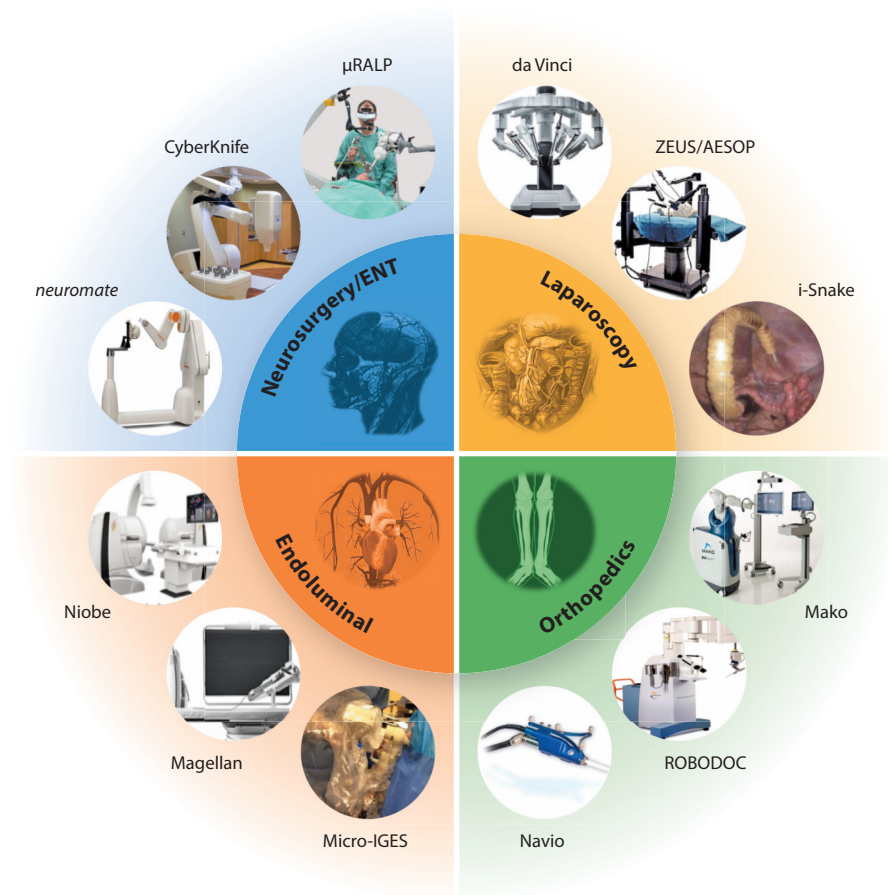 µRALP
da Vinci
CyberKnife
ZEUS/AESOP
neuromate
i-Snake
Neurosurgery/ENT
Laparoscopy
Endoluminal
Orthopedics
MAKO
Niobe
Mako
Magellan
ROBODOC
Micro-IGES
Navio